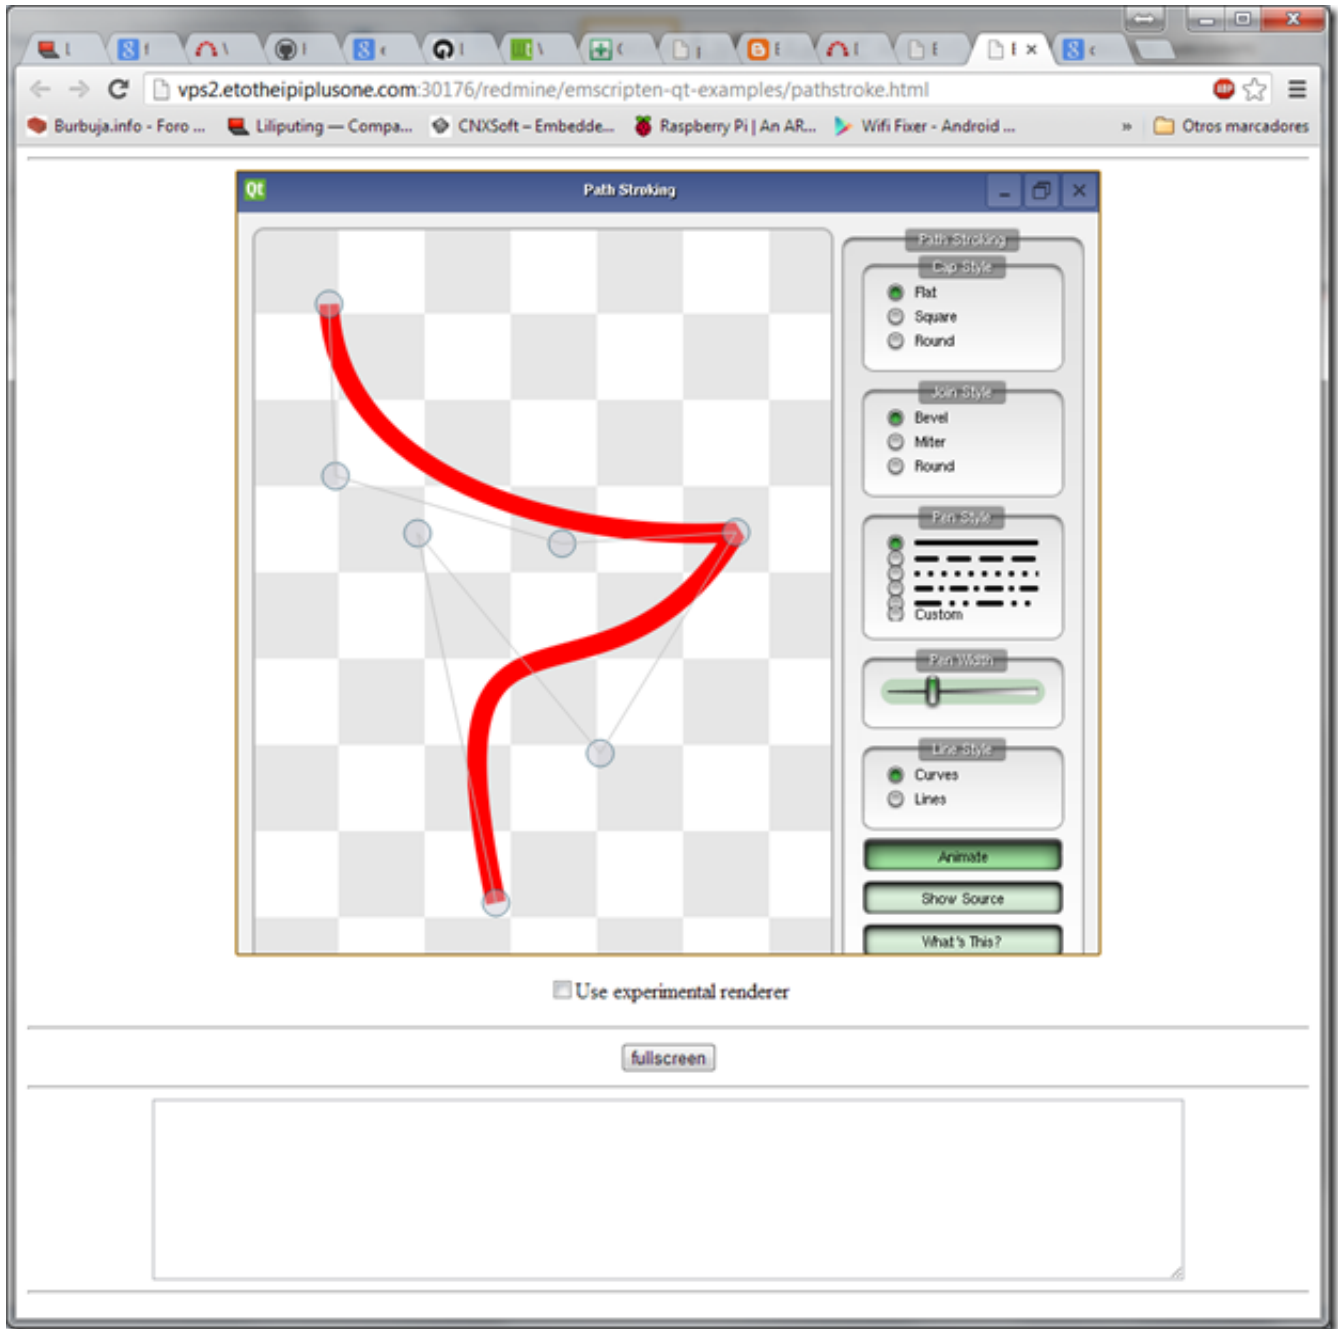 vps2.etotheipiplusone.com:30176/redmine/emscripten-qt-examples/pathstroke.html
ABP
Burbuja.info - Foro ... Liliputing — Compa... CNXSoft – Embedde... Raspberry Pi | An AR... Wifi Fixer - Android ... » Otros marcadores
Qt Path Stroking
Path Stroking
Cap Style
Flat
Square
Round
Join Style
Bevel
Miter
Round
Pen Style
Custom
Pen Width
Line Style
Curves
Lines
Animate
Show Source
What's This?
Use experimental renderer
fullscreen